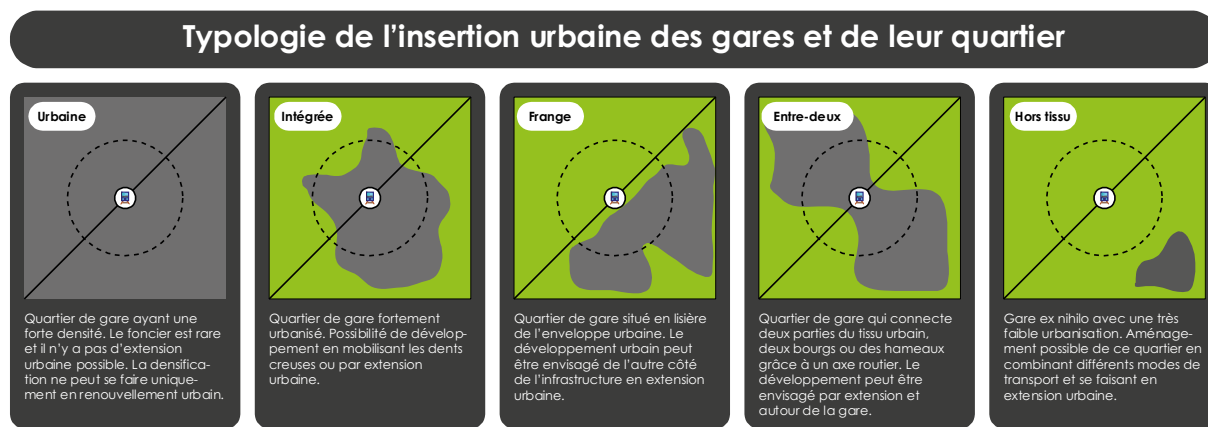 Typologie de l'insertion urbaine des gares et de leur quartier
Urbaine
Quartier de gare ayant une
forte densité. Le foncier est rare
et il n'y a pas d'extension
urbaine possible. La densifica-
tion ne peut se faire unique-
ment en renouvellement urbain.
Intégrée
Quartier de gare fortement
urbanisé. Possibilité de dévelop-
pement en mobilisant les dents
creuses ou par extension
urbaine.
Frange
Quartier de gare situé en lisière
de l'enveloppe urbaine. Le
développement urbain peut
être envisagé de l'autre côté
de l'infrastructure en extension
urbaine.
Entre-deux
Quartier de gare qui connecte
deux parties du tissu urbain,
deux bourgs ou des hameaux
grâce à un axe routier. Le
développement peut être
envisagé par extension et
autour de la gare.
Hors tissu
Gare ex nihilo avec une très
faible urbanisation. Aménage-
ment possible de ce quartier en
combinant différents modes de
transport et se faisant en
extension urbaine.